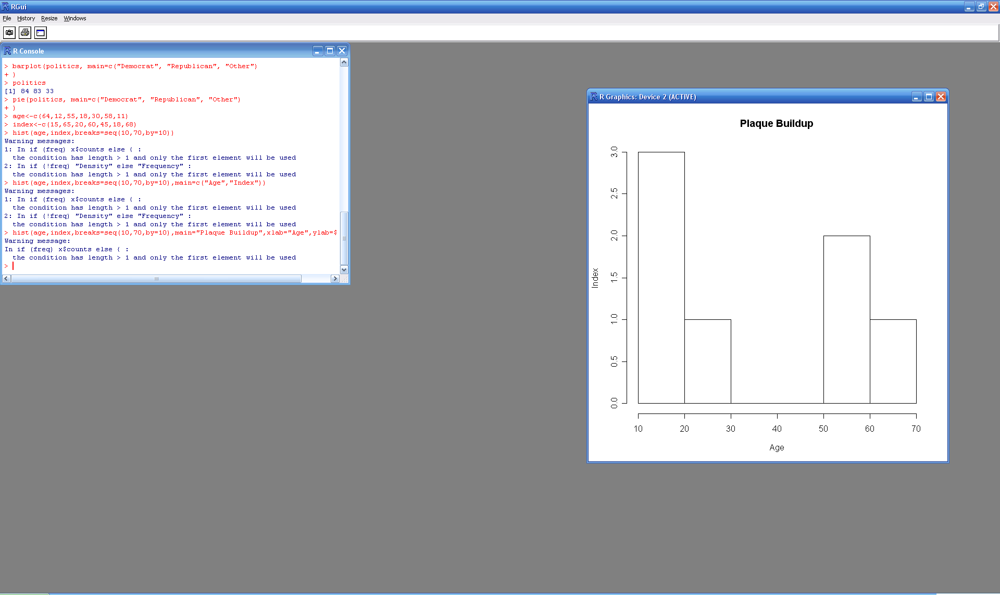 RGui
File History Resize Windows
R Console
> barplot(politics, main=c("Democrat", "Republican", "Other")
+ )
> politics
[1] 84 83 33
> pie(politics, main=c("Democrat", "Republican", "Other")
+ )
> age<-c(64,12,55,18,30,58,11)
> index<-c(15,65,20,60,45,18,68)
> hist(age,index,breaks=seq(10,70,by=10))
Warning messages:
1: In if (freq) x$counts else { :
  the condition has length > 1 and only the first element will be used
2: In if (!freq) "Density" else "Frequency" :
  the condition has length > 1 and only the first element will be used
> hist(age,index,breaks=seq(10,70,by=10),main=c("Age","Index"))
Warning messages:
1: In if (freq) x$counts else { :
  the condition has length > 1 and only the first element will be used
2: In if (!freq) "Density" else "Frequency" :
  the condition has length > 1 and only the first element will be used
> hist(age,index,breaks=seq(10,70,by=10),main="Plaque Buildup",xlab="Age",ylab=$
Warning message:
In if (freq) x$counts else { :
  the condition has length > 1 and only the first element will be used
>
R Graphics: Device 2 (ACTIVE)
Plaque Buildup
3.0
2.5
2.0
1.5
1.0
0.5
0.0
Index
10 20 30 40 50 60 70
Age